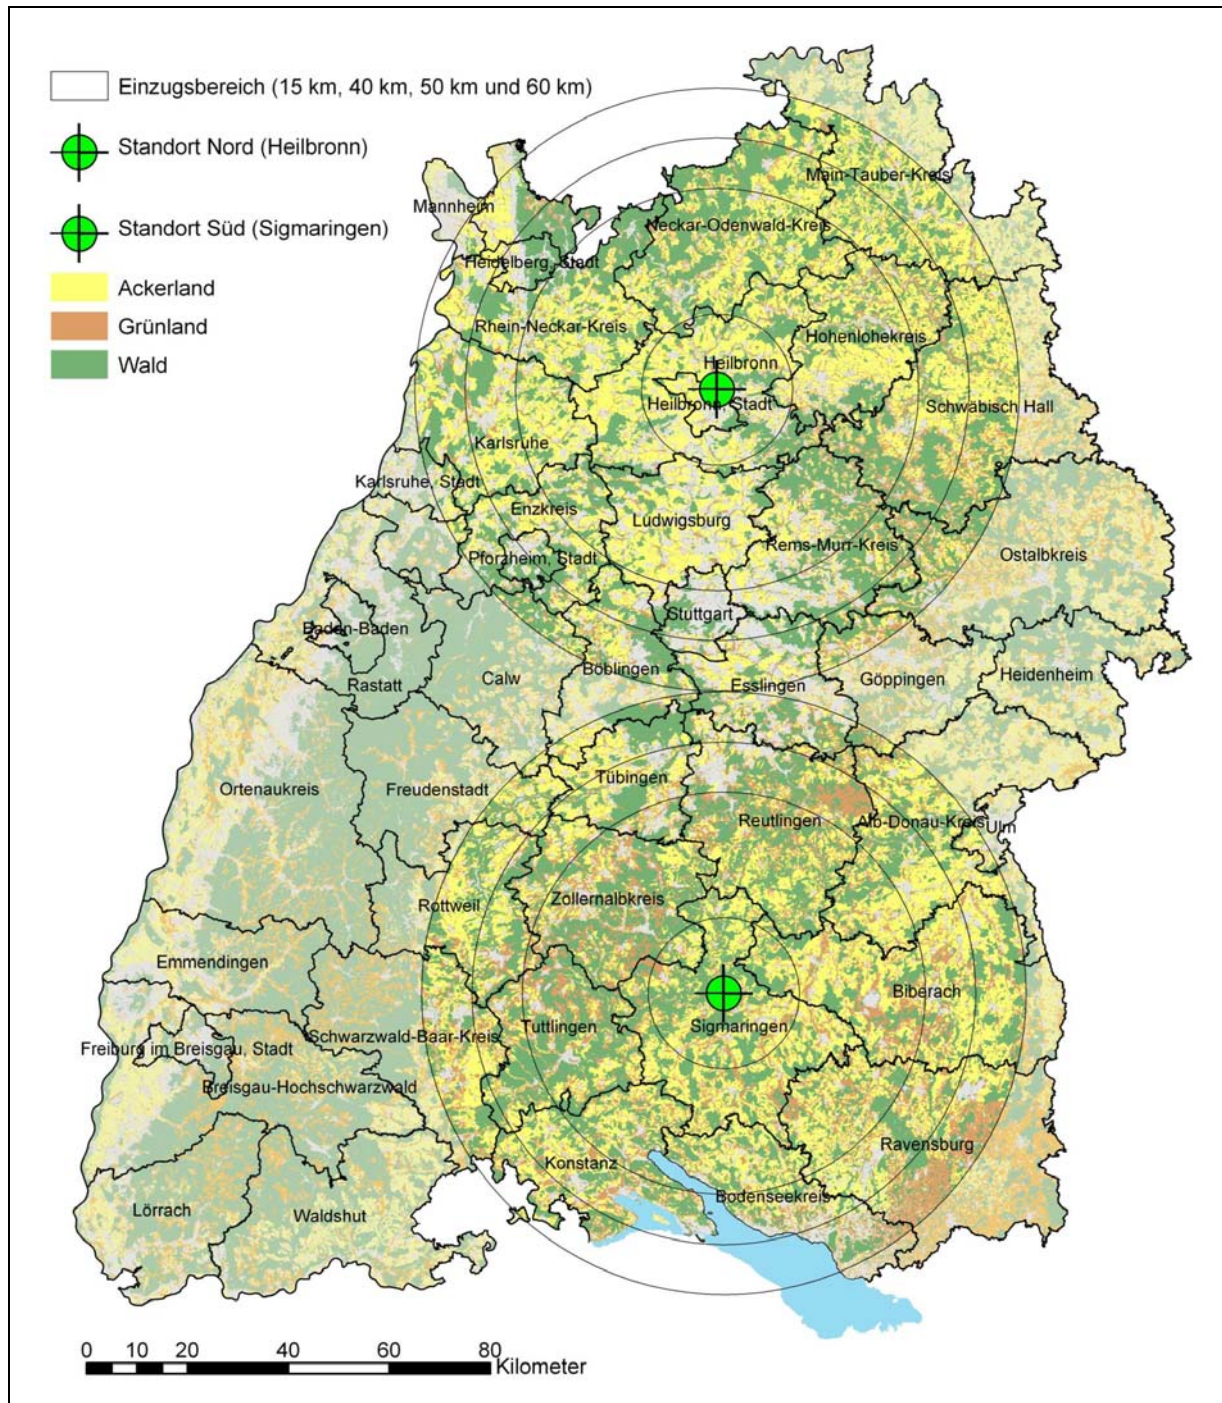 Einzugsbereich (15 km, 40 km, 50 km und 60 km)
Standort Nord (Heilbronn)
Standort Süd (Sigmaringen)
Ackerland
Grünland
Wald
Main-Tauber-Kreis
Mannheim
Neckar-Odenwald-Kreis
Heidelberg, Stadt
Rhein-Neckar-Kreis
Hohenlohekreis
Heilbronn
Heilbronn, Stadt
Schwäbisch Hall
Karlsruhe
Karlsruhe, Stadt
Enzkreis
Ludwigsburg
Rems-Murr-Kreis
Ostalbkreis
Pforzheim, Stadt
Stuttgart
Baden-Baden
Böblingen
Calw
Rastatt
Esslingen
Göppingen
Heidenheim
Tübingen
Ortenaukreis
Freudenstadt
Reutlingen
Alb-Donau-Kreis
Ulm
Zollernalbkreis
Rottweil
Emmendingen
Biberach
Tuttlingen
Sigmaringen
Schwarzwald-Baar-Kreis
Freiburg im Breisgau, Stadt
Breisgau-Hochschwarzwald
Ravensburg
Konstanz
Bodenseekreis
Lörrach
Waldshut
0 10 20 40 60 80
Kilometer